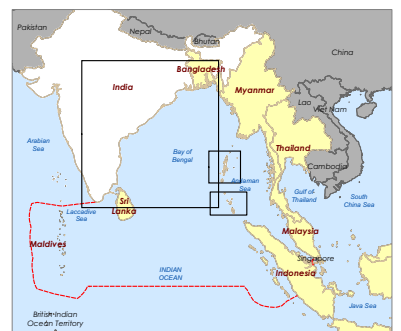 Pakistan
Nepal
Bhutan
China
India
Bangladesh
Myanmar
Lao
Viet Nam
Arabian
Sea
Bay of
Bengal
Thailand
Cambodia
Andaman
Sea
Gulf of
Thailand
South
China Sea
Sri
Lanka
Laccadive
Sea
Maldives
Malaysia
Singapore
INDIAN
OCEAN
Indonesia
Java Sea
British Indian
Ocean Territory